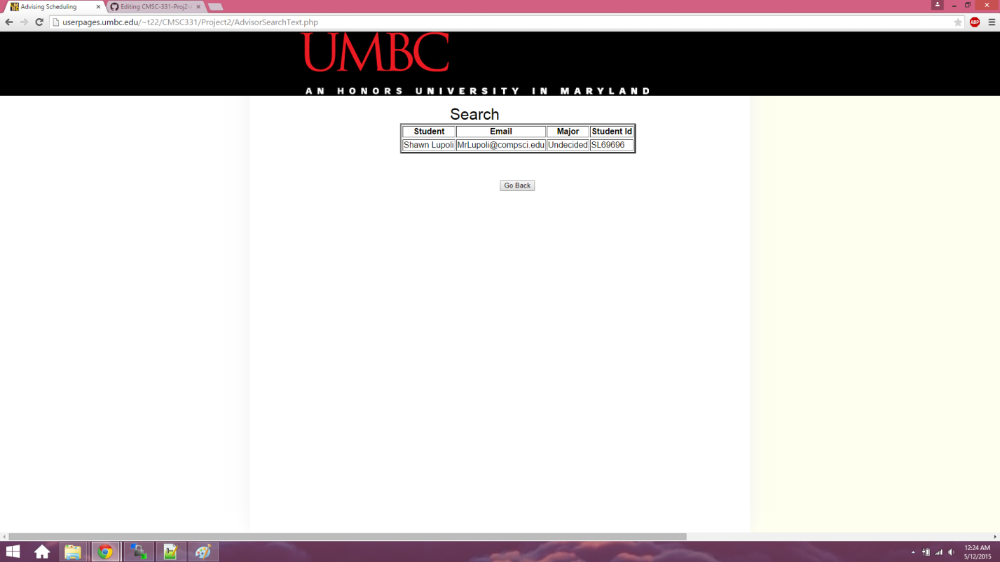 Advising Scheduling
Editing CMSC-331-Proj2-
userpages.umbc.edu/~t22/CMSC331/Project2/AdvisorSearchText.php
ABP
UMBC
AN HONORS UNIVERSITY IN MARYLAND
Search
Student Email Major Student Id
Shawn Lupoli MrLupoli@compsci.edu Undecided SL69696
Go Back
12:24 AM
5/12/2015